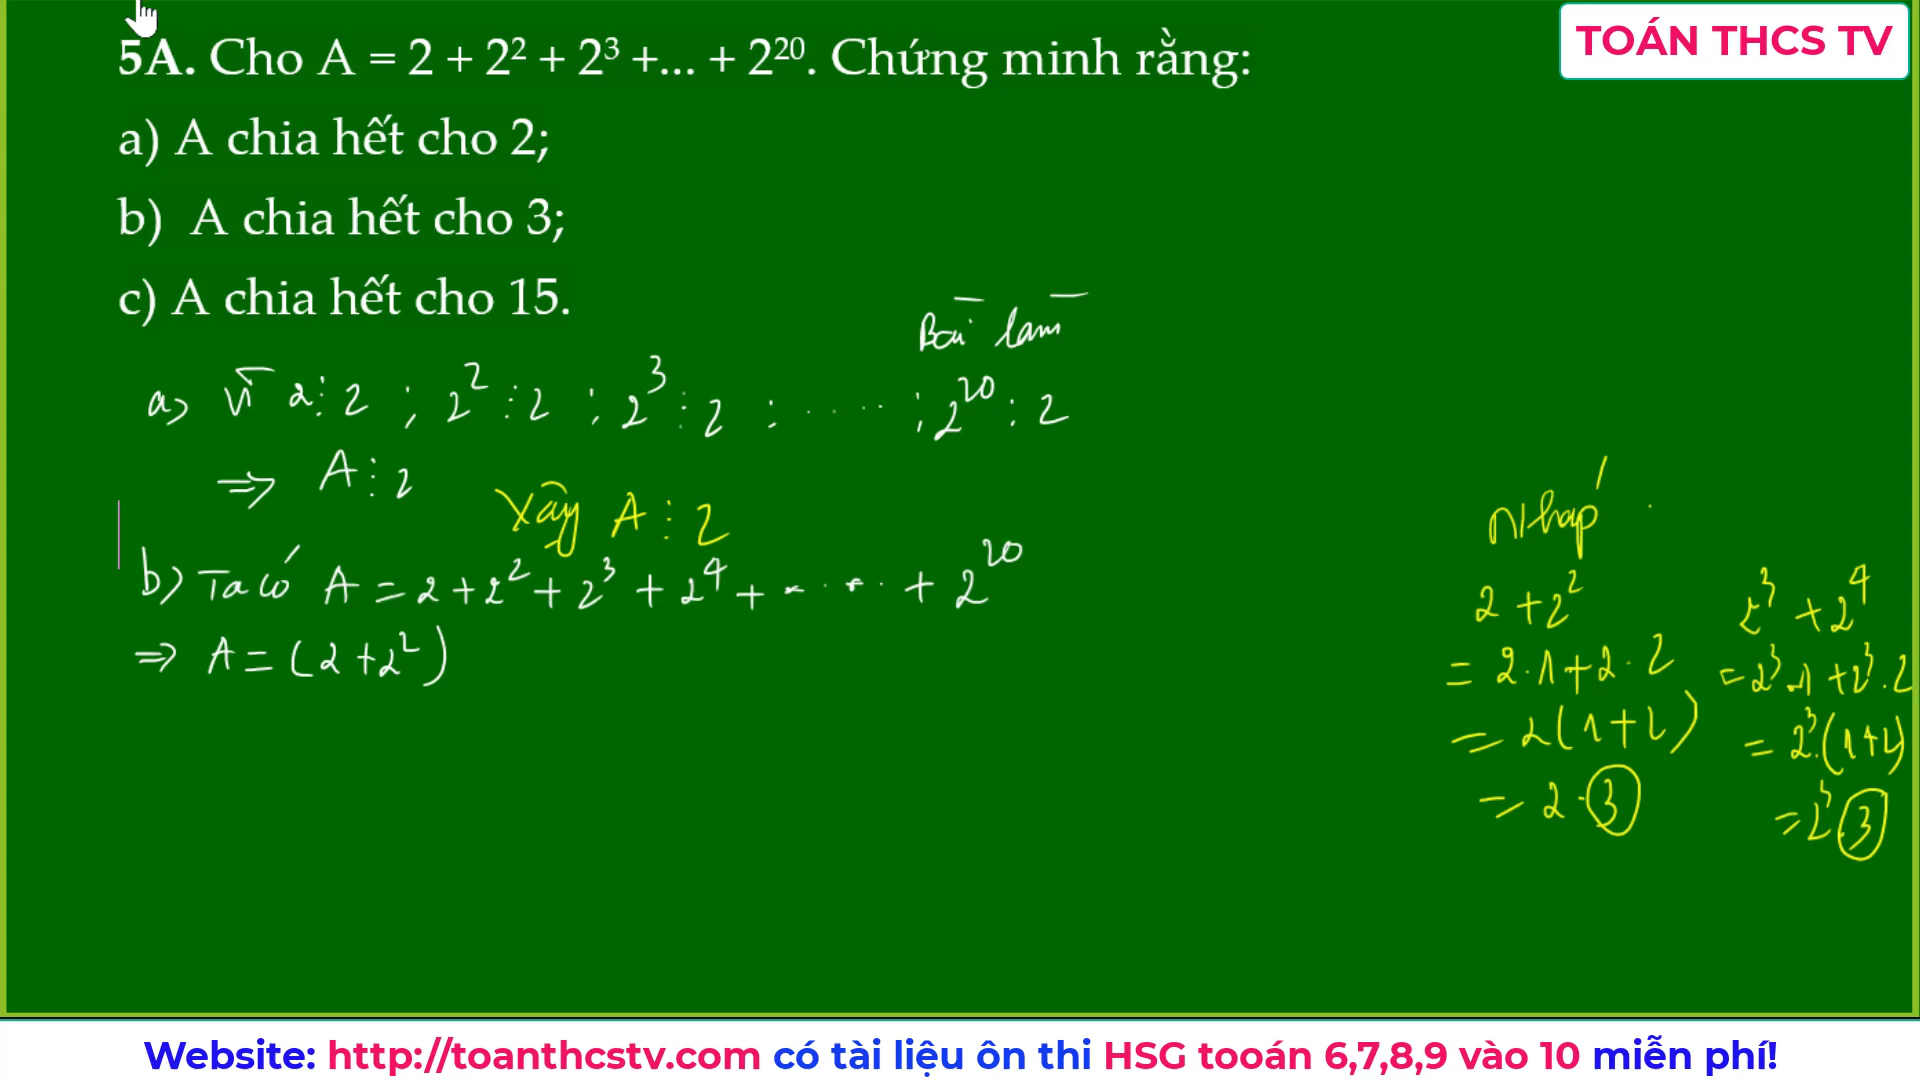 TOÁN THCS TV
5A. Cho A = 2 + 2² + 2³ +... + 2²⁰. Chứng minh rằng:
a) A chia hết cho 2;
b) A chia hết cho 3;
c) A chia hết cho 15.
Bài làm
a) Vì 2 ⋮ 2 ; 2² ⋮ 2 ; 2³ ⋮ 2 ; ..... ; 2²⁰ ⋮ 2
⇒ A ⋮ 2
Vậy A ⋮ 2
b) Ta có A = 2 + 2² + 2³ + 2⁴ + ..... + 2²⁰
⇒ A = (2 + 2²)
Nháp
2 + 2²
= 2.1 + 2.2
= 2(1+2)
= 2.3
2³ + 2⁴
= 2³.1 + 2³.2
= 2³.(1+2)
= 2³.3
Website: http://toanthcstv.com có tài liệu ôn thi HSG tooán 6,7,8,9 vào 10 miễn phí!